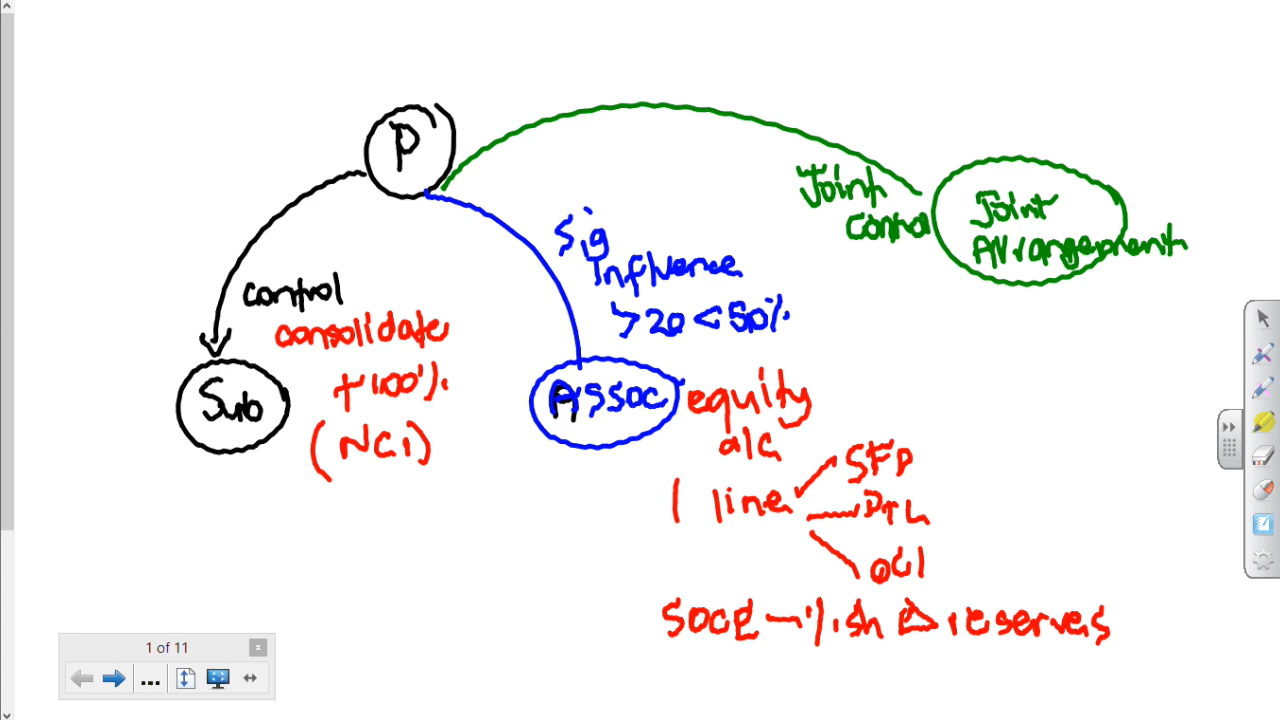 P
Joint
control
Joint
Arrangement
Sig
influence
>20 <50%
control
consolidate
+100%
(NCI)
Sub
Assoc
equity
a/c
1 line
SFP
P+L
OCI
SOCE - % sh Δ reserves
1 of 11